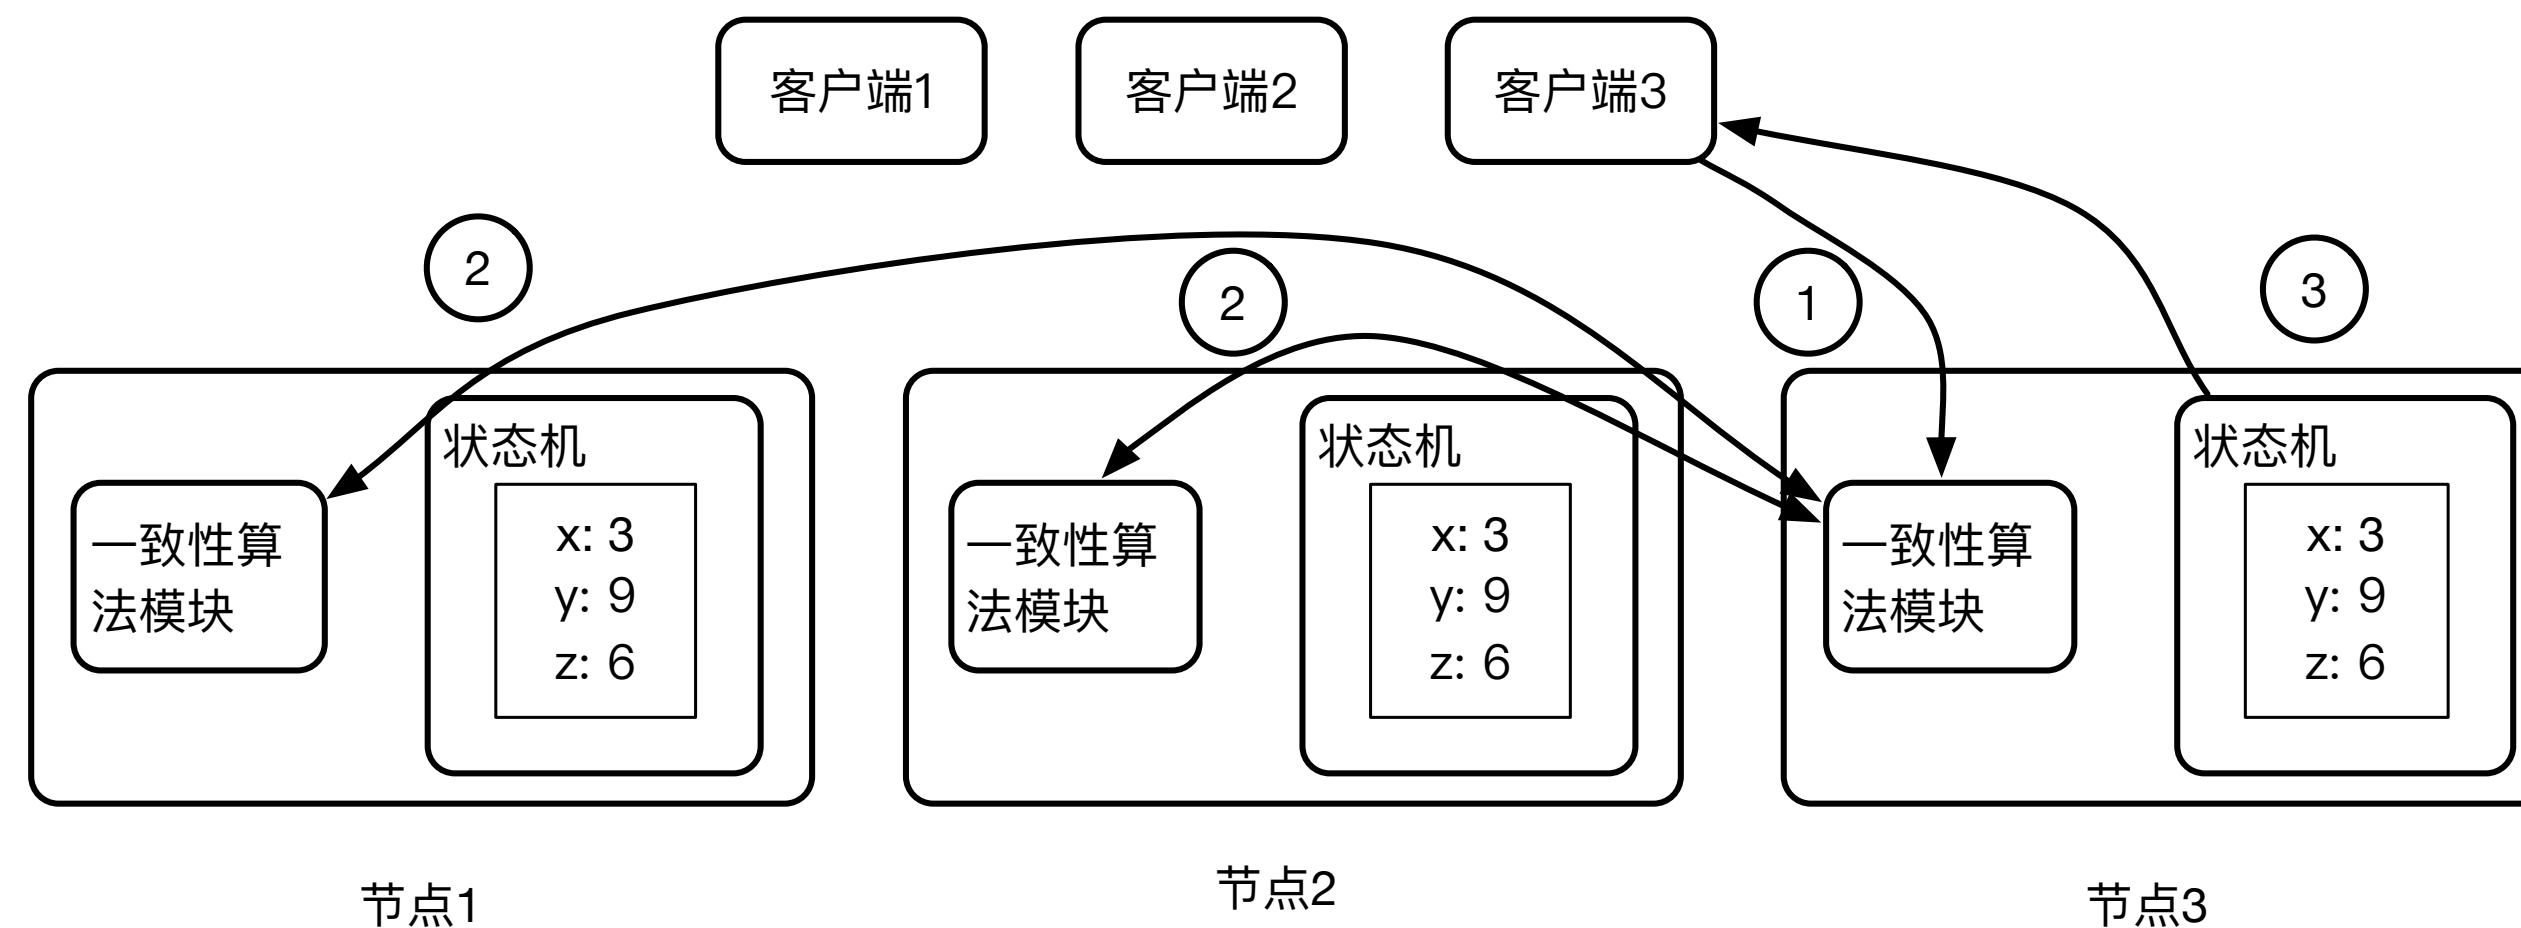 客户端1
客户端2
客户端3
2
2
1
3
状态机
一致性算
法模块
x: 3
y: 9
z: 6
状态机
一致性算
法模块
x: 3
y: 9
z: 6
状态机
一致性算
法模块
x: 3
y: 9
z: 6
节点1
节点2
节点3